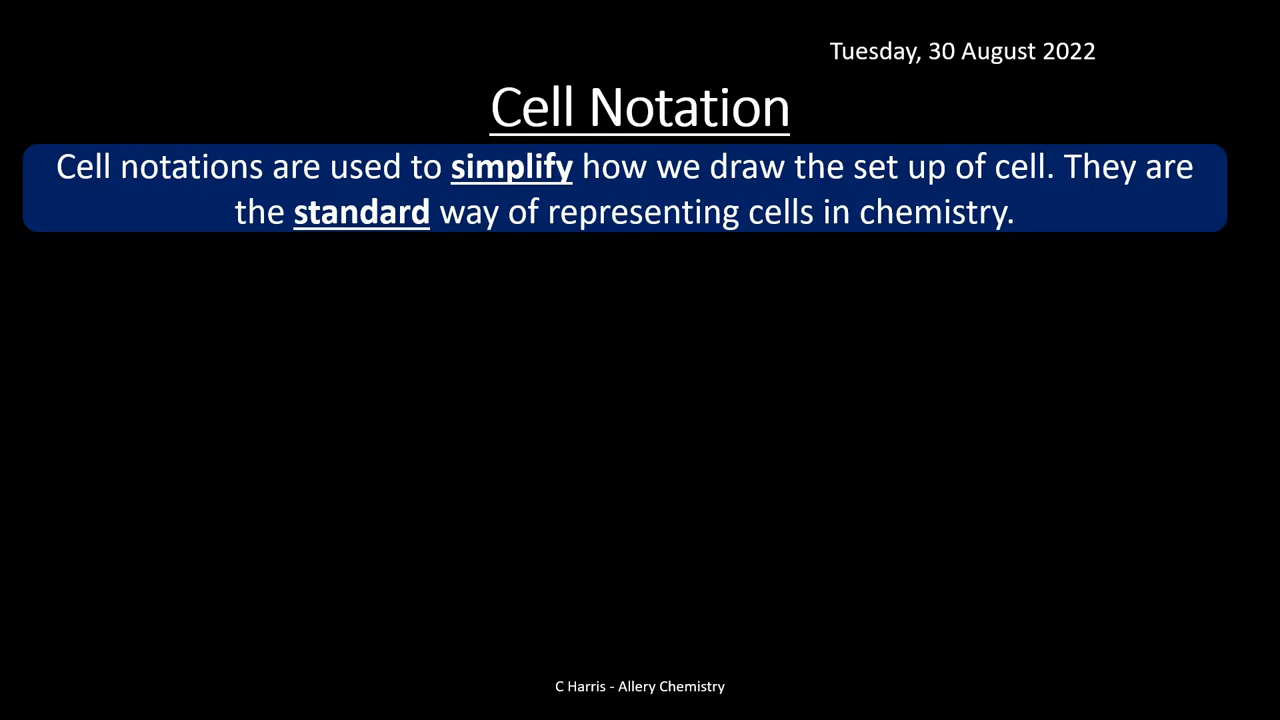 Tuesday, 30 August 2022
Cell Notation
Cell notations are used to simplify how we draw the set up of cell. They are
the standard way of representing cells in chemistry.
C Harris - Allery Chemistry